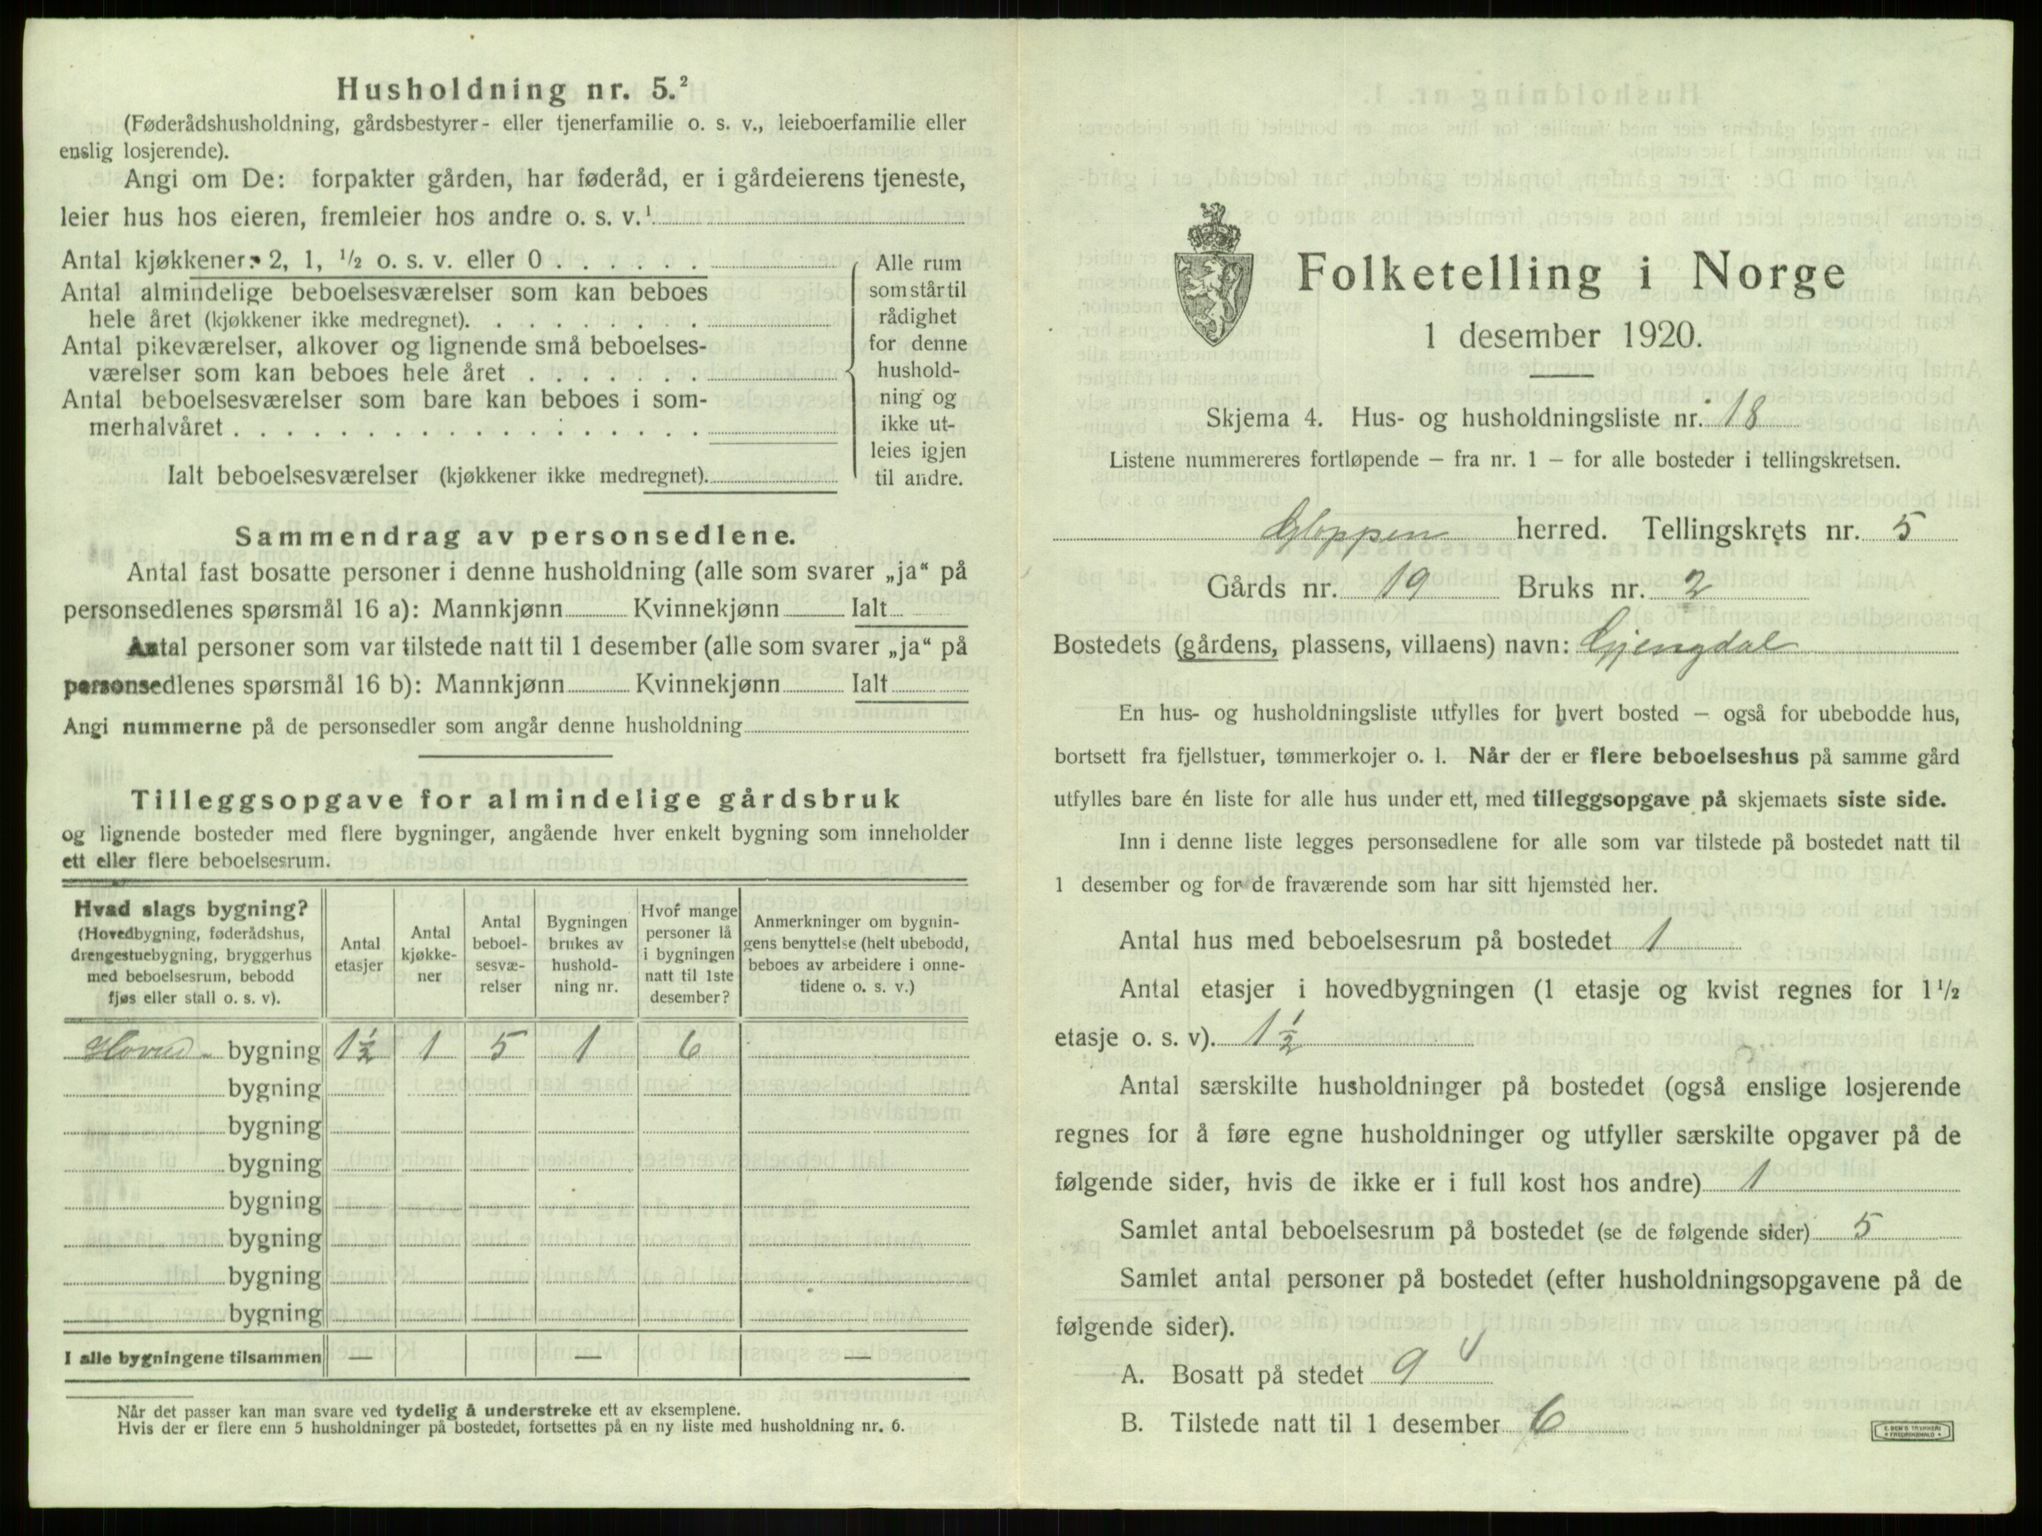 Husholdning nr. 5.²
(Føderådshusholdning, gårdsbestyrer- eller tjenerfamilie o. s. v., leieboerfamilie eller
enslig losjerende).
Angi om De: forpakter gården, har føderåd, er i gårdeierens tjeneste,
leier hus hos eieren, fremleier hos andre o. s. v.¹
Antal kjøkkener: 2, 1, ½ o. s. v. eller 0 . . . . . .
Antal almindelige beboelsesværelser som kan beboes
hele året (kjøkkener ikke medregnet). . . . . . . . .
Antal pikeværelser, alkover og lignende små beboelses-
værelser som kan beboes hele året . . . . . . .
Antal beboelsesværelser som bare kan beboes i som-
merhalvåret . . . . . . . . . . . . . . . . . .
Ialt beboelsesværelser (kjøkkener ikke medregnet).
Alle rum
som står til
rådighet
for denne
hushold-
ning og
ikke ut-
leies igjen
til andre.
Sammendrag av personsedlene.
Antal fast bosatte personer i denne husholdning (alle som svarer „ja“ på
personsedlenes spørsmål 16 a): Mannkjønn Kvinnekjønn Ialt
Antal personer som var tilstede natt til 1 desember (alle som svarer „ja“ på
personsedlenes spørsmål 16 b): Mannkjønn Kvinnekjønn Ialt
Angi nummerne på de personsedler som angår denne husholdning
Tilleggsopgave for almindelige gårdsbruk
og lignende bosteder med flere bygninger, angående hver enkelt bygning som inneholder
ett eller flere beboelsesrum.
Hvad slags bygning?
(Hovedbygning, føderådshus,
drengestuebygning, bryggerhus
med beboelsesrum, bebodd
fjøs eller stall o. s. v).
Antal
etasjer
Antal
kjøkke-
ner
Antal
beboel-
sesvæ-
relser
Bygningen
brukes av
hushold-
ning nr.
Hvor mange
personer lå
i bygningen
natt til 1ste
desember?
Anmerkninger om bygnin-
gens benyttelse (helt ubebodd,
beboes av arbeidere i onne-
tidene o. s. v.)
Hoved- bygning 1½ 1 5 1 6
bygning
bygning
bygning
bygning
bygning
bygning
bygning
I alle bygningene tilsammen — — —
Når det passer kan man svare ved tydelig å understreke ett av eksemplene.
Hvis der er flere enn 5 husholdninger på bostedet, fortsettes på en ny liste med husholdning nr. 6.
Folketelling i Norge
1 desember 1920.
Skjema 4. Hus- og husholdningsliste nr. 18
Listene nummereres fortløpende – fra nr. 1 – for alle bosteder i tellingskretsen.
Gloppen herred. Tellingskrets nr. 5
Gårds nr. 19 Bruks nr. 2
Bostedets (gårdens, plassens, villaens) navn: Gjengdal
En hus- og husholdningsliste utfylles for hvert bosted – også for ubebodde hus,
bortsett fra fjellstuer, tømmerkojer o. l. Når der er flere beboelseshus på samme gård
utfylles bare én liste for alle hus under ett, med tilleggsopgave på skjemaets siste side.
Inn i denne liste legges personsedlene for alle som var tilstede på bostedet natt til
1 desember og for de fraværende som har sitt hjemsted her.
Antal hus med beboelsesrum på bostedet 1
Antal etasjer i hovedbygningen (1 etasje og kvist regnes for 1½
etasje o. s. v). 1½
Antal særskilte husholdninger på bostedet (også enslige losjerende
regnes for å føre egne husholdninger og utfyller særskilte opgaver på de
følgende sider, hvis de ikke er i full kost hos andre) 1
Samlet antal beboelsesrum på bostedet (se de følgende sider) 5
Samlet antal personer på bostedet (efter husholdningsopgavene på de
følgende sider).
A. Bosatt på stedet 9
B. Tilstede natt til 1 desember 6